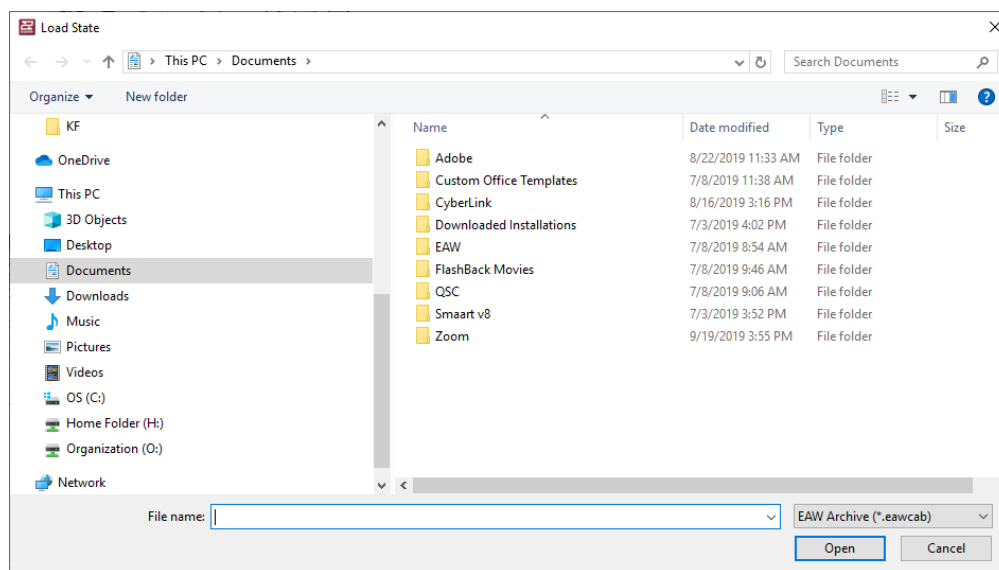 Load State
This PC > Documents >
Search Documents
Organize
New folder
KF
OneDrive
This PC
3D Objects
Desktop
Documents
Downloads
Music
Pictures
Videos
OS (C:)
Home Folder (H:)
Organization (O:)
Network
Name Date modified Type Size
Adobe 8/22/2019 11:33 AM File folder
Custom Office Templates 7/8/2019 11:38 AM File folder
CyberLink 8/16/2019 3:16 PM File folder
Downloaded Installations 7/3/2019 4:02 PM File folder
EAW 7/8/2019 8:54 AM File folder
FlashBack Movies 7/8/2019 9:46 AM File folder
QSC 7/8/2019 9:06 AM File folder
Smaart v8 7/3/2019 3:52 PM File folder
Zoom 9/19/2019 3:55 PM File folder
File name:
EAW Archive (*.eawcab)
Open
Cancel